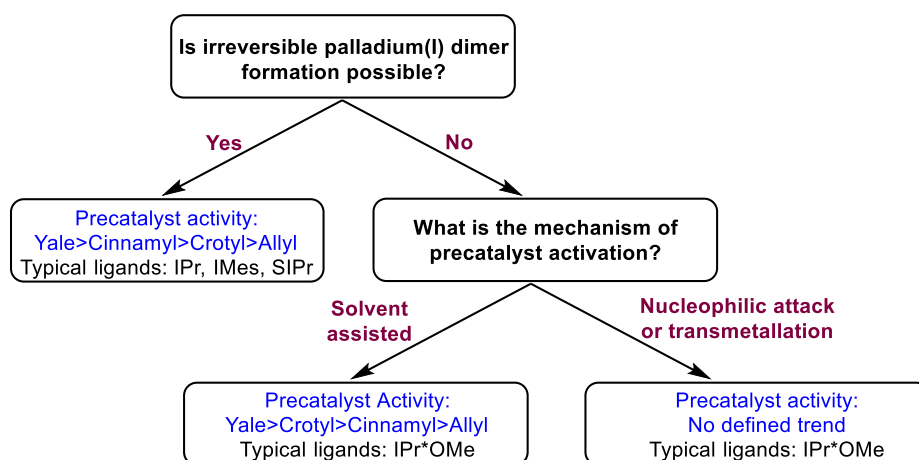 Is irreversible palladium(I) dimer
formation possible?
Yes
No
Precatalyst activity:
Yale>Cinnamyl>Crotyl>Allyl
Typical ligands: IPr, IMes, SIPr
What is the mechanism of
precatalyst activation?
Solvent
assisted
Nucleophilic attack
or transmetallation
Precatalyst Activity:
Yale>Crotyl>Cinnamyl>Allyl
Typical ligands: IPr*OMe
Precatalyst activity:
No defined trend
Typical ligands: IPr*OMe